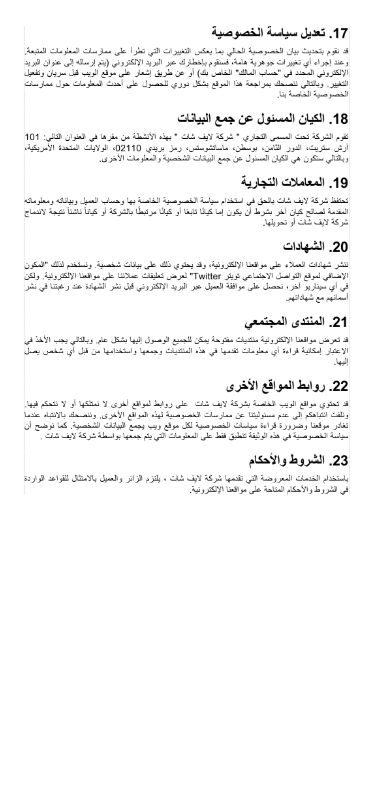 17. تعديل سياسة الخصوصية
قد نقوم بتحديث بيان الخصوصية الحالي بما يعكس التغييرات التي تطرأ على ممارسات المعلومات المتبعة.
وعند إجراء أي تغييرات جوهرية هامة، فسنقوم بإخطارك عبر البريد الإلكتروني (يتم إرساله إلى عنوان البريد
الإلكتروني المحدد في "حساب المالك" الخاص بك) أو عن طريق إشعار على موقع الويب قبل سريان وتفعيل
التغيير. وبالتالي ننصحك بمراجعة هذا الموقع بشكل دوري للحصول على أحدث المعلومات حول ممارسات
الخصوصية الخاصة بنا.
18. الكيان المسئول عن جمع البيانات
تقوم الشركة تحت المسمى التجاري " شركة لايف شات " بهذه الأنشطة من مقرها في العنوان التالي: 101
أرش ستريت، الدور الثامن، بوسطن، ماساتشوستس، رمز بريدي 02110، الولايات المتحدة الأمريكية،
وبالتالي ستكون هي الكيان المسئول عن جمع البيانات الشخصية والمعلومات الأخرى.
19. المعاملات التجارية
تحتفظ شركة لايف شات بالحق في استخدام سياسة الخصوصية الخاصة بها وحساب العميل وبياناته ومعلوماته
المقدمة لصالح كيان آخر بشرط أن يكون إما كيانًا تابعًا أو كيانًا مرتبطًا بالشركة أو كياناً ناشئاً نتيجة لاندماج
شركة لايف شات أو تحويلها.
20. الشهادات
ننشر شهادات العملاء على مواقعنا الإلكترونية، وقد يحتوي ذلك على بيانات شخصية. ونستخدم لذلك "المكون
الإضافي لموقع التواصل الاجتماعي تويتر Twitter" لعرض تعليقات عملائنا على مواقعنا الإلكترونية. ولكن
في أي سيناريو آخر، نحصل على موافقة العميل عبر البريد الإلكتروني قبل نشر الشهادة عند رغبتنا في نشر
أسمائهم مع شهاداتهم.
21. المنتدى المجتمعي
قد تعرض مواقعنا الإلكترونية منتديات مفتوحة يمكن للجميع الوصول إليها بشكل عام. وبالتالي يجب الأخذ في
الاعتبار إمكانية قراءة أي معلومات تقدمها في هذه المنتديات وجمعها واستخدامها من قبل أي شخص يصل
إليها.
22. روابط المواقع الأخرى
قد تحتوي مواقع الويب الخاصة بشركة لايف شات على روابط لمواقع أخرى لا نمتلكها أو لا نتحكم فيها.
ونلفت انتباهكم إلى عدم مسئوليتنا عن ممارسات الخصوصية لهذه المواقع الأخرى. وننصحك بالانتباه عندما
تغادر موقعنا وضرورة قراءة سياسات الخصوصية لكل موقع ويب يجمع البيانات الشخصية. كما نوضح أن
سياسة الخصوصية في هذه الوثيقة تنطبق فقط على المعلومات التي يتم جمعها بواسطة شركة لايف شات .
23. الشروط والأحكام
باستخدام الخدمات المعروضة التي تقدمها شركة لايف شات ، يلتزم الزائر والعميل بالامتثال للقواعد الواردة
في الشروط والأحكام المتاحة على مواقعنا الإلكترونية.